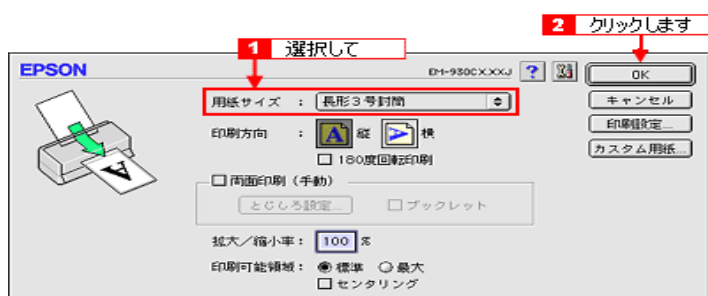 2 クリックします
1 選択して
EPSON
EM-930CX.XXJ ?
OK
用紙サイズ : 長形3号封筒
キャンセル
印刷方向 : A 縦 横
印刷設定...
180度回転印刷
カスタム用紙...
両面印刷 (手動)
とじしろ設定... ブックレット
拡大/縮小率: 100 %
印刷可能領域: 標準 最大
センタリング
A